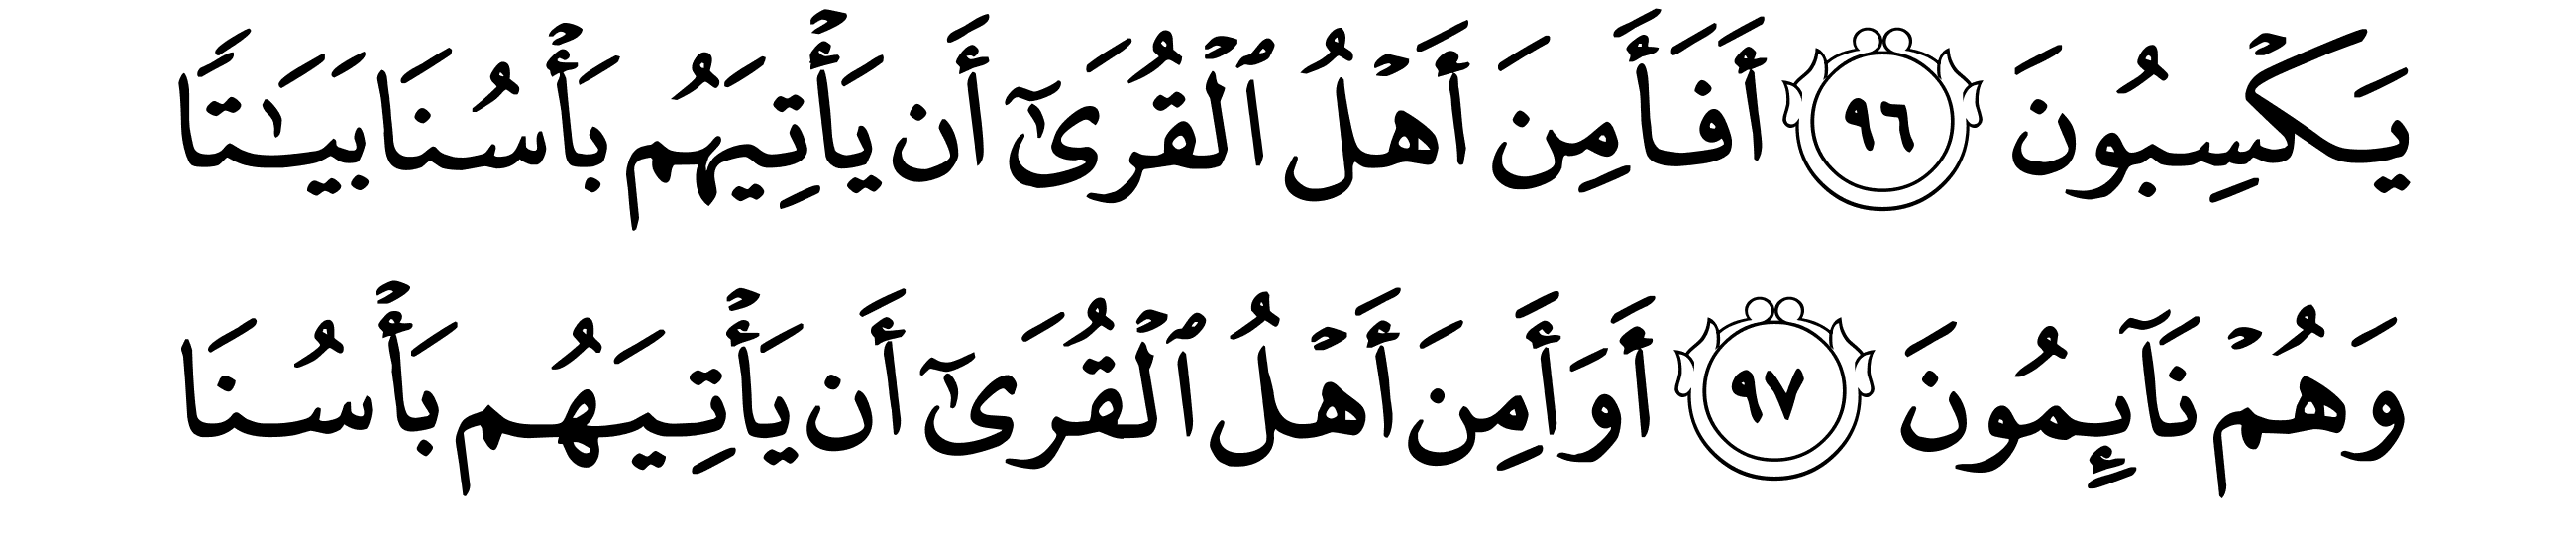 يَكْسِبُونَ ٩٦ أَفَأَمِنَ أَهْلُ ٱلْقُرَىٰٓ أَن يَأْتِيَهُم بَأْسُنَا بَيَـٰتًا
وَهُمْ نَآئِمُونَ ٩٧ أَوَأَمِنَ أَهْلُ ٱلْقُرَىٰٓ أَن يَأْتِيَهُم بَأْسُنَا